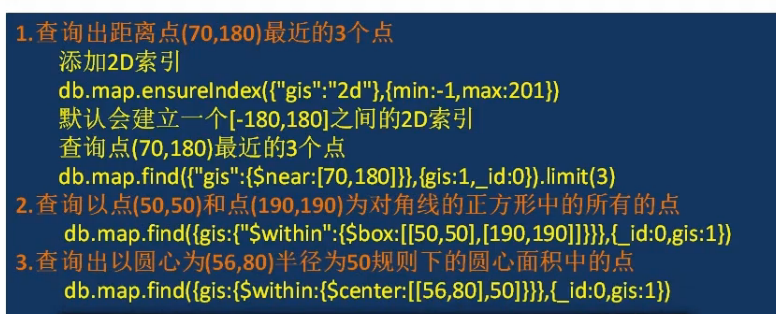 1.查询出距离点(70,180)最近的3个点
添加2D索引
db.map.ensureIndex({"gis":"2d"},{min:-1,max:201})
默认会建立一个[-180,180]之间的2D索引
查询点(70,180)最近的3个点
db.map.find({"gis":{$near:[70,180]}},{gis:1,_id:0}).limit(3)
2.查询以点(50,50)和点(190,190)为对角线的正方形中的所有的点
db.map.find({gis:{"$within":{$box:[[50,50],[190,190]]}}},{_id:0,gis:1})
3.查询出以圆心为(56,80)半径为50规则下的圆心面积中的点
db.map.find({gis:{$within:{$center:[[56,80],50]}}},{_id:0,gis:1})